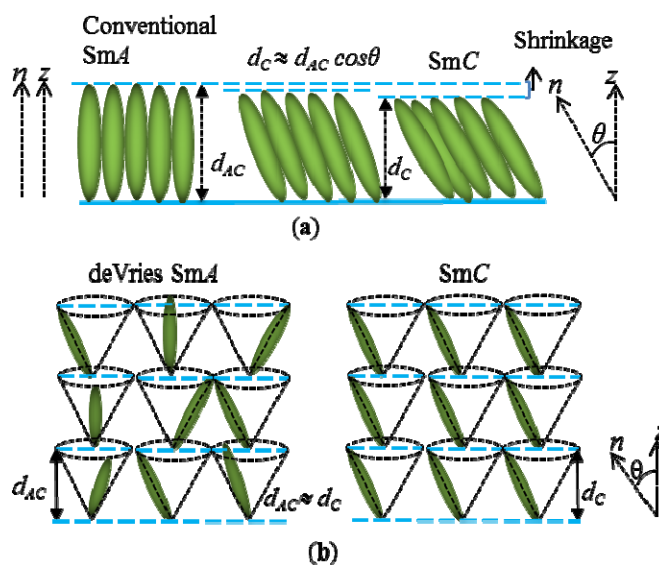 Conventional
SmA
d_C ≈ d_AC cosθ
SmC
Shrinkage
n
z
d_AC
d_C
n
θ
z
(a)
deVries SmA
SmC
d_AC
d_AC ≈ d_C
d_C
n
θ
(b)